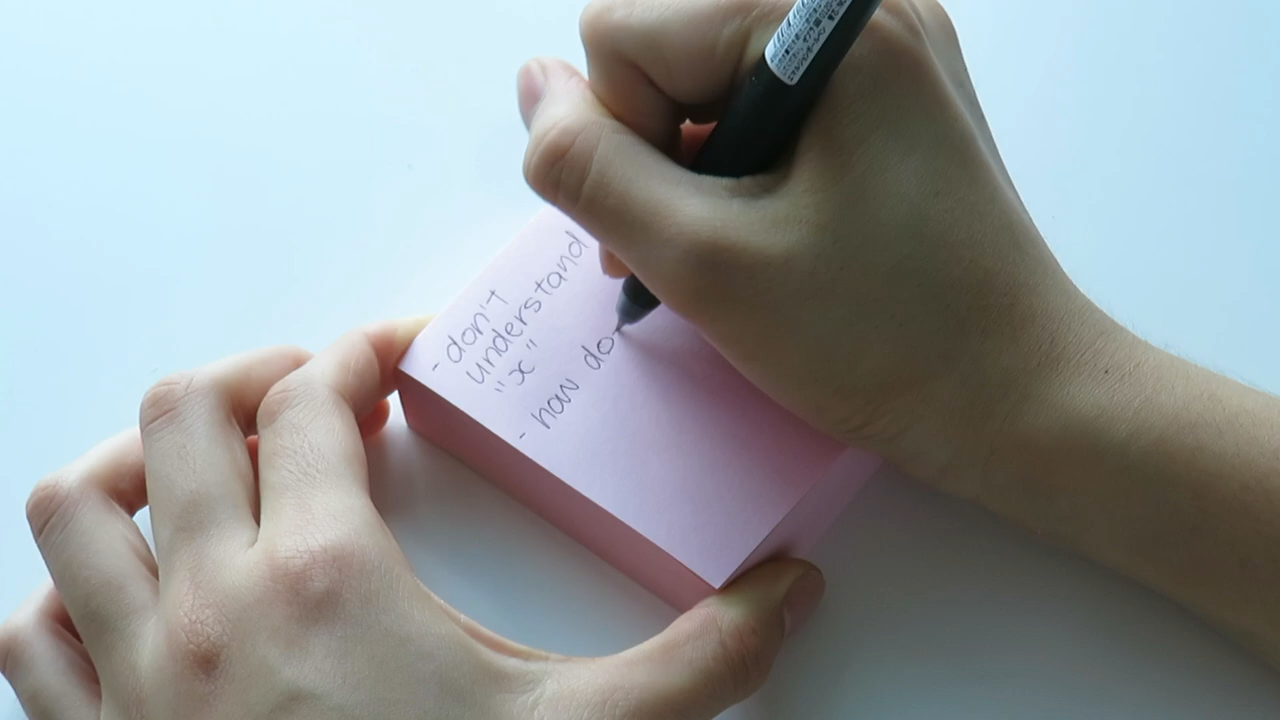 - don't
understand
"x"
- how do